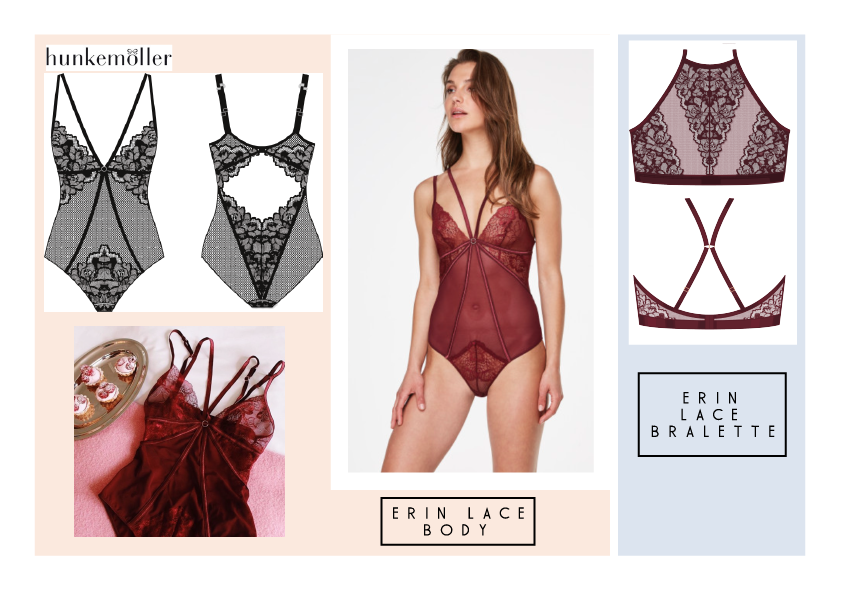 hunkemöller
ERIN LACE
BODY
ERIN
LACE
BRALETTE